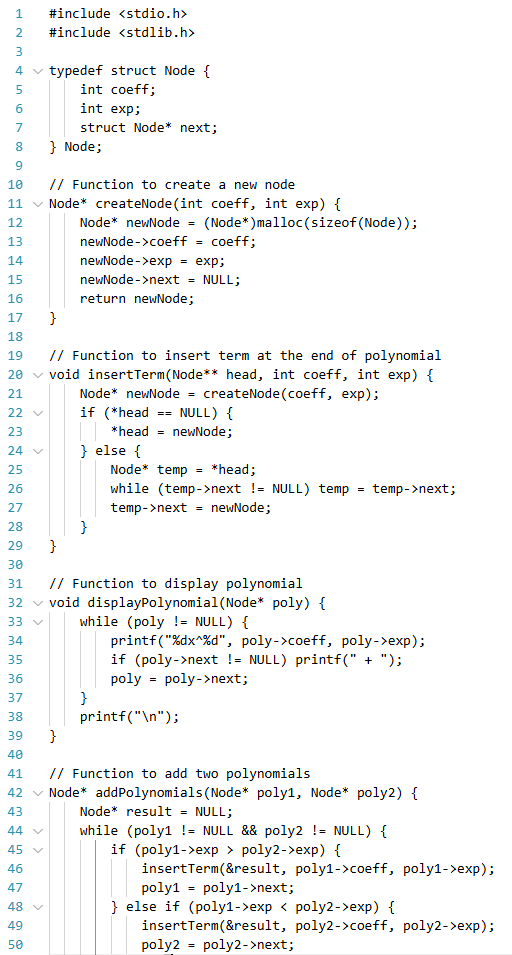 1 #include <stdio.h>
2 #include <stdlib.h>
3
4 typedef struct Node {
5     int coeff;
6     int exp;
7     struct Node* next;
8 } Node;
9
10 // Function to create a new node
11 Node* createNode(int coeff, int exp) {
12     Node* newNode = (Node*)malloc(sizeof(Node));
13     newNode->coeff = coeff;
14     newNode->exp = exp;
15     newNode->next = NULL;
16     return newNode;
17 }
18
19 // Function to insert term at the end of polynomial
20 void insertTerm(Node** head, int coeff, int exp) {
21     Node* newNode = createNode(coeff, exp);
22     if (*head == NULL) {
23         *head = newNode;
24     } else {
25         Node* temp = *head;
26         while (temp->next != NULL) temp = temp->next;
27         temp->next = newNode;
28     }
29 }
30
31 // Function to display polynomial
32 void displayPolynomial(Node* poly) {
33     while (poly != NULL) {
34         printf("%dx^%d", poly->coeff, poly->exp);
35         if (poly->next != NULL) printf(" + ");
36         poly = poly->next;
37     }
38     printf("\n");
39 }
40
41 // Function to add two polynomials
42 Node* addPolynomials(Node* poly1, Node* poly2) {
43     Node* result = NULL;
44     while (poly1 != NULL && poly2 != NULL) {
45         if (poly1->exp > poly2->exp) {
46             insertTerm(&result, poly1->coeff, poly1->exp);
47             poly1 = poly1->next;
48         } else if (poly1->exp < poly2->exp) {
49             insertTerm(&result, poly2->coeff, poly2->exp);
50             poly2 = poly2->next;